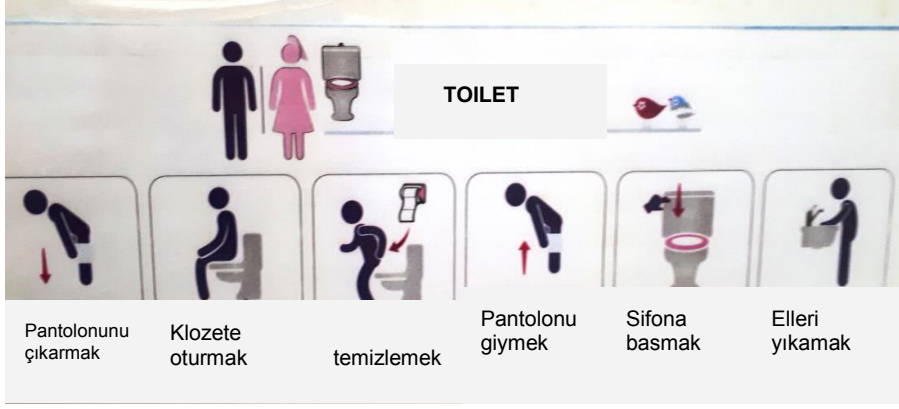 TOILET
Pantolonunu
çıkarmak
Klozete
oturmak
temizlemek
Pantolonu
giymek
Sifona
basmak
Elleri
yıkamak